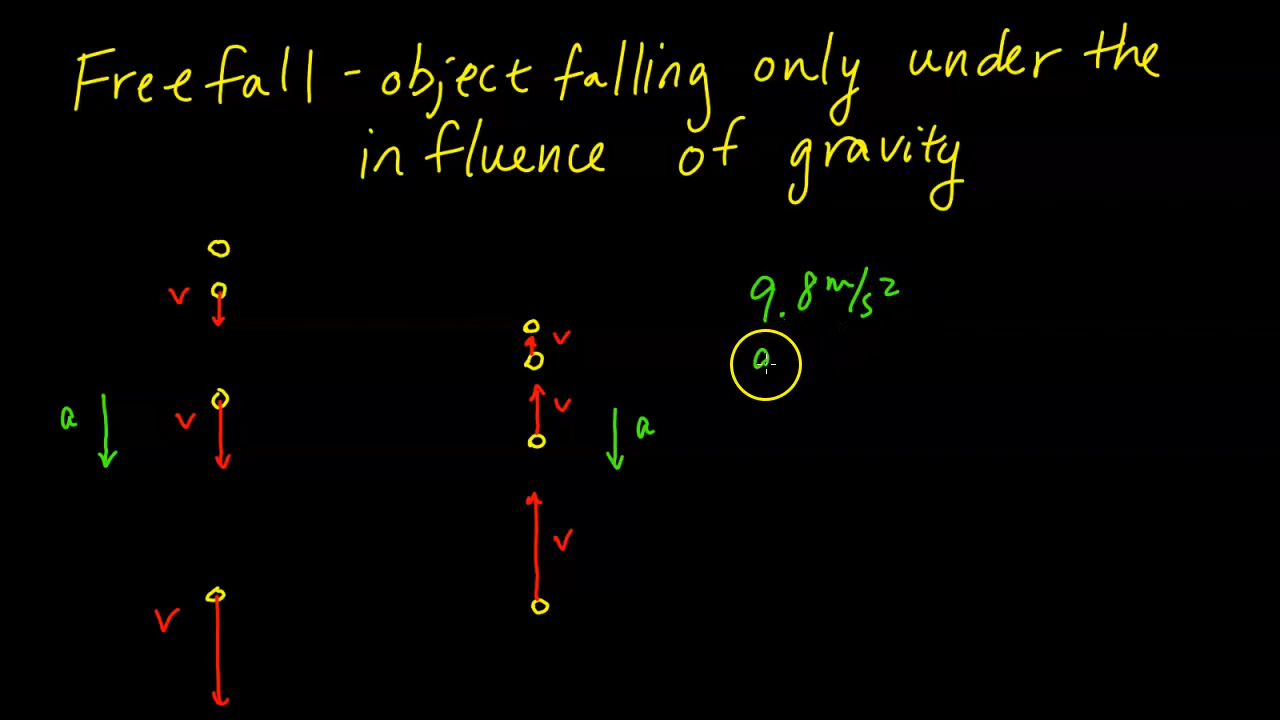 Freefall - object falling only under the
influence of gravity
v
9.8 m/s²
v
v
a
v
v
a
a
v
v